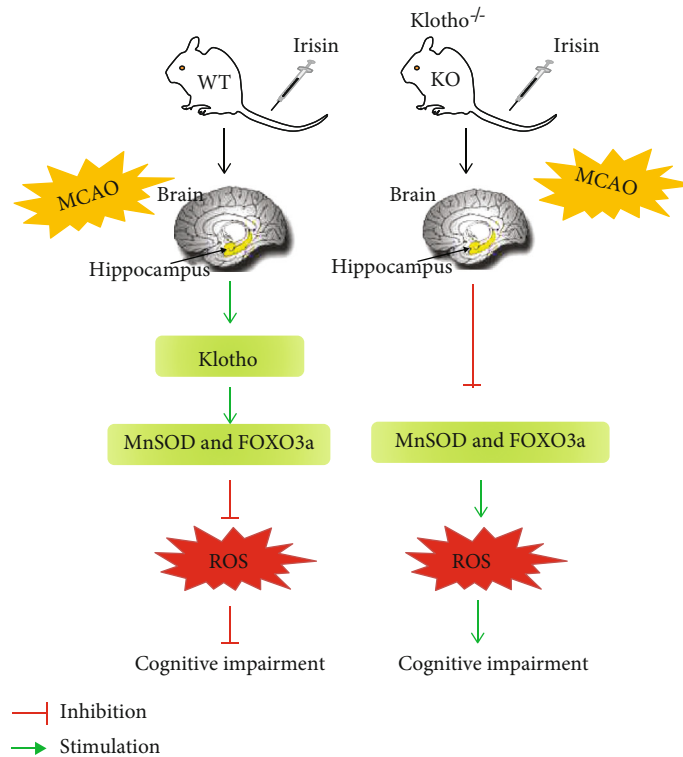 Klotho-/-
Irisin
Irisin
WT
KO
MCAO
Brain
Brain
MCAO
Hippocampus
Hippocampus
Klotho
MnSOD and FOXO3a
MnSOD and FOXO3a
ROS
ROS
Cognitive impairment
Cognitive impairment
Inhibition
Stimulation